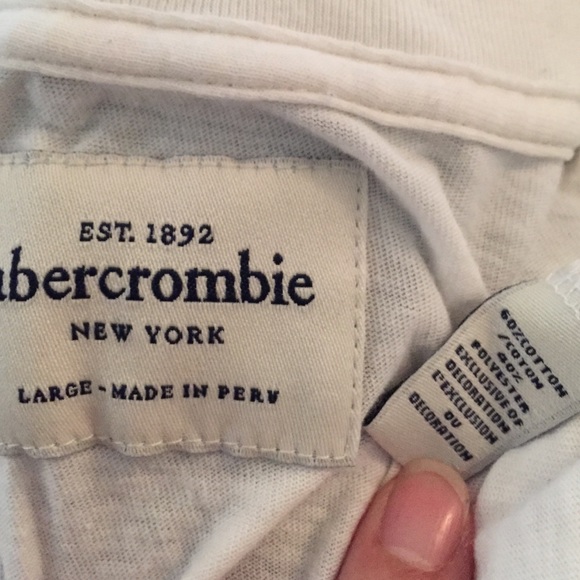 EST. 1892
abercrombie
NEW YORK
LARGE - MADE IN PERU
60%COTTON
/COTON
40%
POLYESTER
EXCLUSIVE OF
DECORATION
L'EXCLUSION
OU
DECORATION